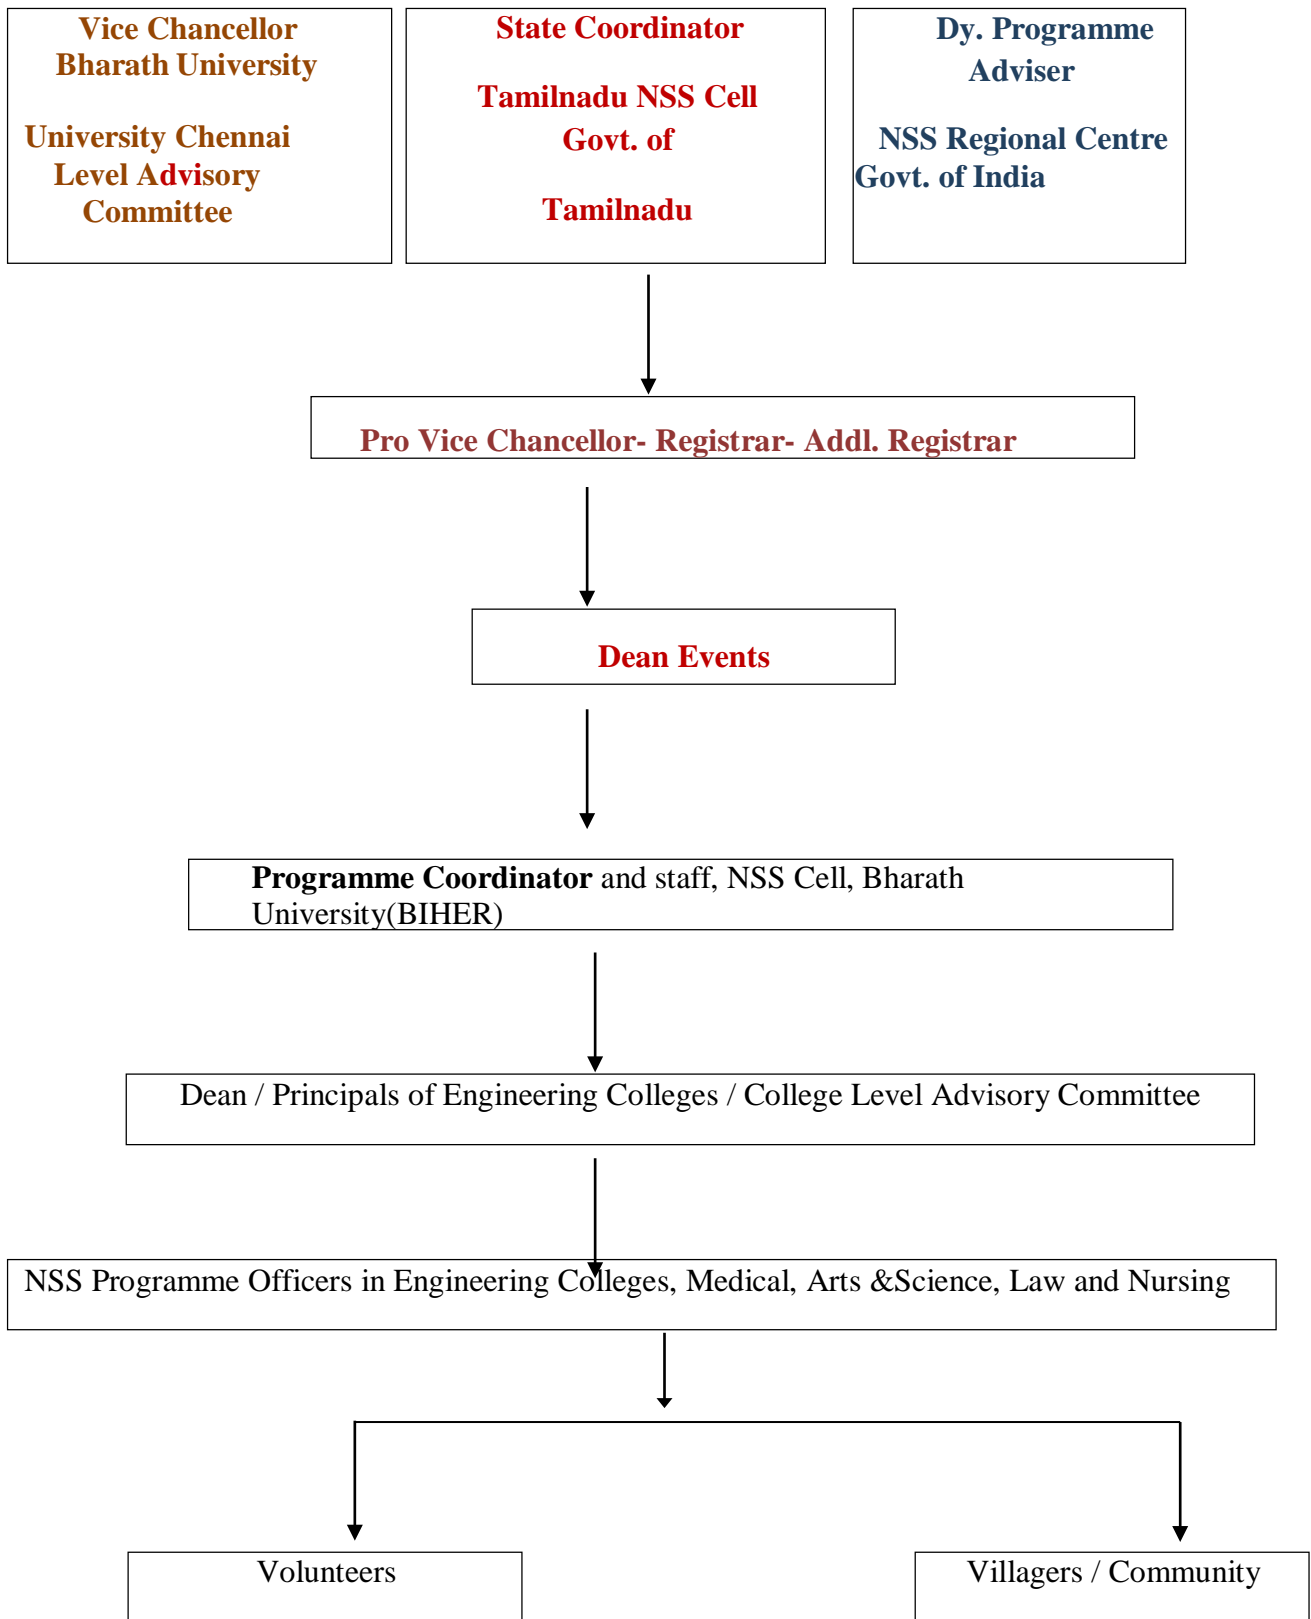 Vice Chancellor
Bharath University
University Chennai
Level Advisory
Committee
State Coordinator
Tamilnadu NSS Cell
Govt. of
Tamilnadu
Dy. Programme
Adviser
NSS Regional Centre
Govt. of India
Pro Vice Chancellor- Registrar- Addl. Registrar
Dean Events
Programme Coordinator and staff, NSS Cell, Bharath
University(BIHER)
Dean / Principals of Engineering Colleges / College Level Advisory Committee
NSS Programme Officers in Engineering Colleges, Medical, Arts &Science, Law and Nursing
Volunteers
Villagers / Community